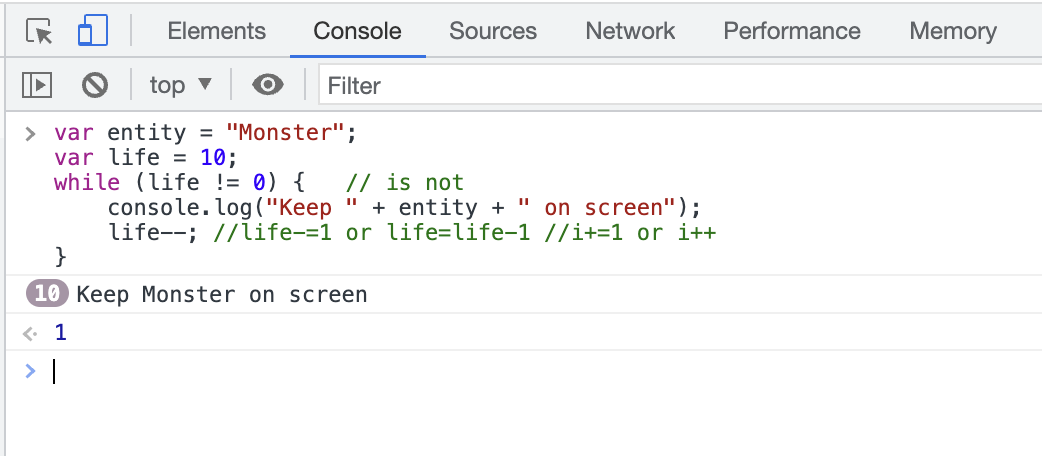 Elements Console Sources Network Performance Memory
top ▼ Filter
> var entity = "Monster";
var life = 10;
while (life != 0) {   // is not
    console.log("Keep " + entity + " on screen");
    life--; //life-=1 or life=life-1 //i+=1 or i++
}
10 Keep Monster on screen
1
>